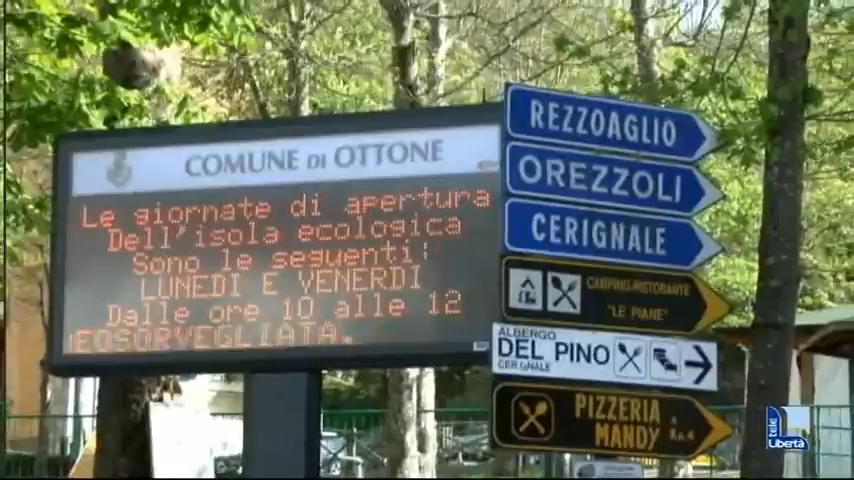 COMUNE DI OTTONE
Le giornate di apertura
Dell'isola ecologica
Sono le seguenti:
LUNEDI E VENERDI
Dalle ore 10 alle 12
EOSORVEGLIATA.
REZZOAGLIO
OREZZOLI
CERIGNALE
CAMPING-RISTORANTE
"LE PIANE"
ALBERGO
DEL PINO
CERIGNALE
PIZZERIA
MANDY
tele
Libertà